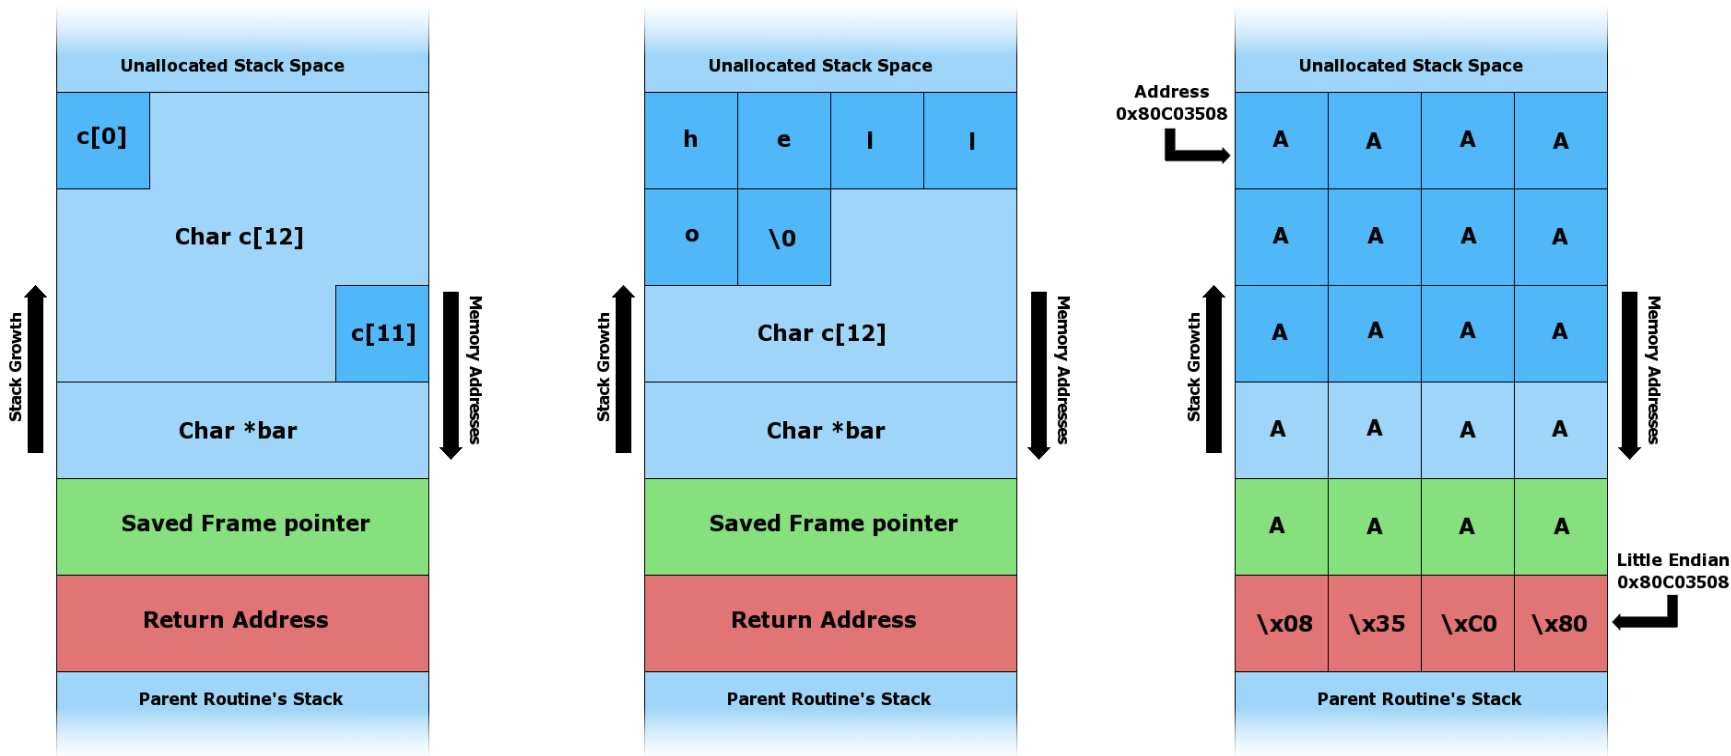 Unallocated Stack Space
c[0]
Char c[12]
c[11]
Char *bar
Saved Frame pointer
Return Address
Parent Routine's Stack
Stack Growth
Memory Addresses
Unallocated Stack Space
h e l l
o \0
Char c[12]
Char *bar
Saved Frame pointer
Return Address
Parent Routine's Stack
Stack Growth
Memory Addresses
Unallocated Stack Space
Address
0x80C03508
A A A A
A A A A
A A A A
A A A A
A A A A
\x08 \x35 \xC0 \x80
Parent Routine's Stack
Stack Growth
Memory Addresses
Little Endian
0x80C03508